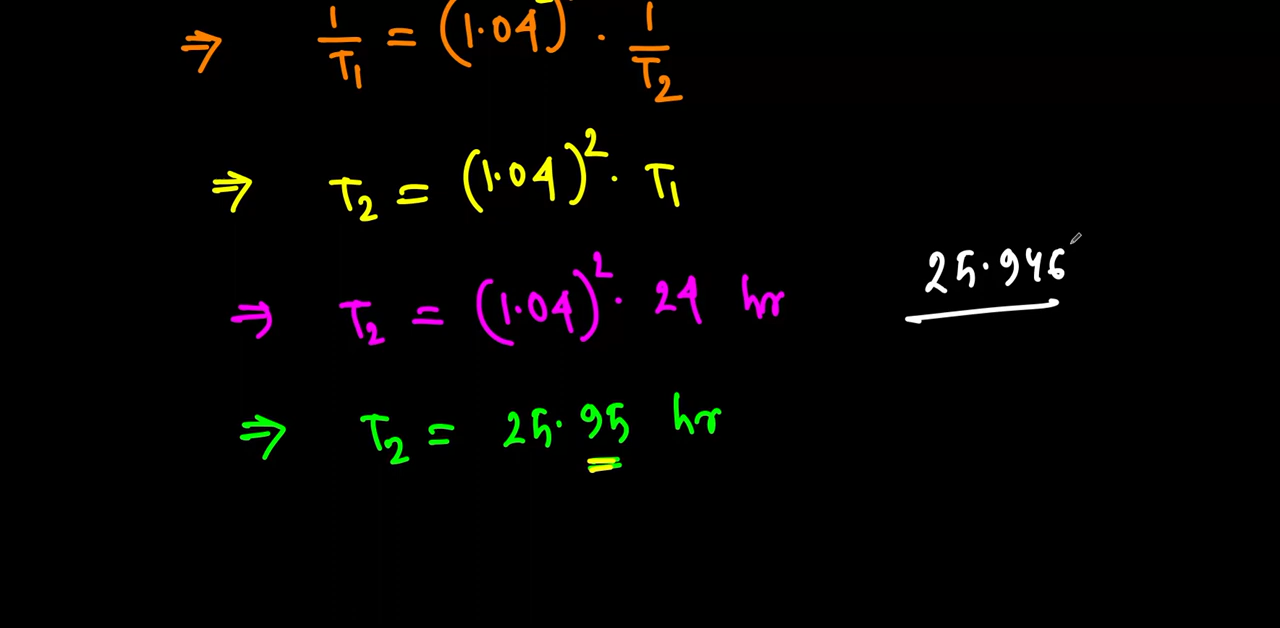 ⇒ 1/T₁ = (1.04)² · 1/T₂
⇒ T₂ = (1.04)² · T₁
⇒ T₂ = (1.04)² · 24 hr
25.946
⇒ T₂ = 25.95 hr